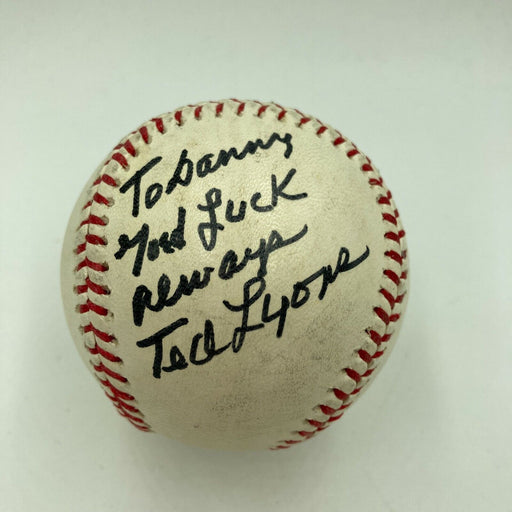 To Danny
Good Luck
Always
Ted Lyons